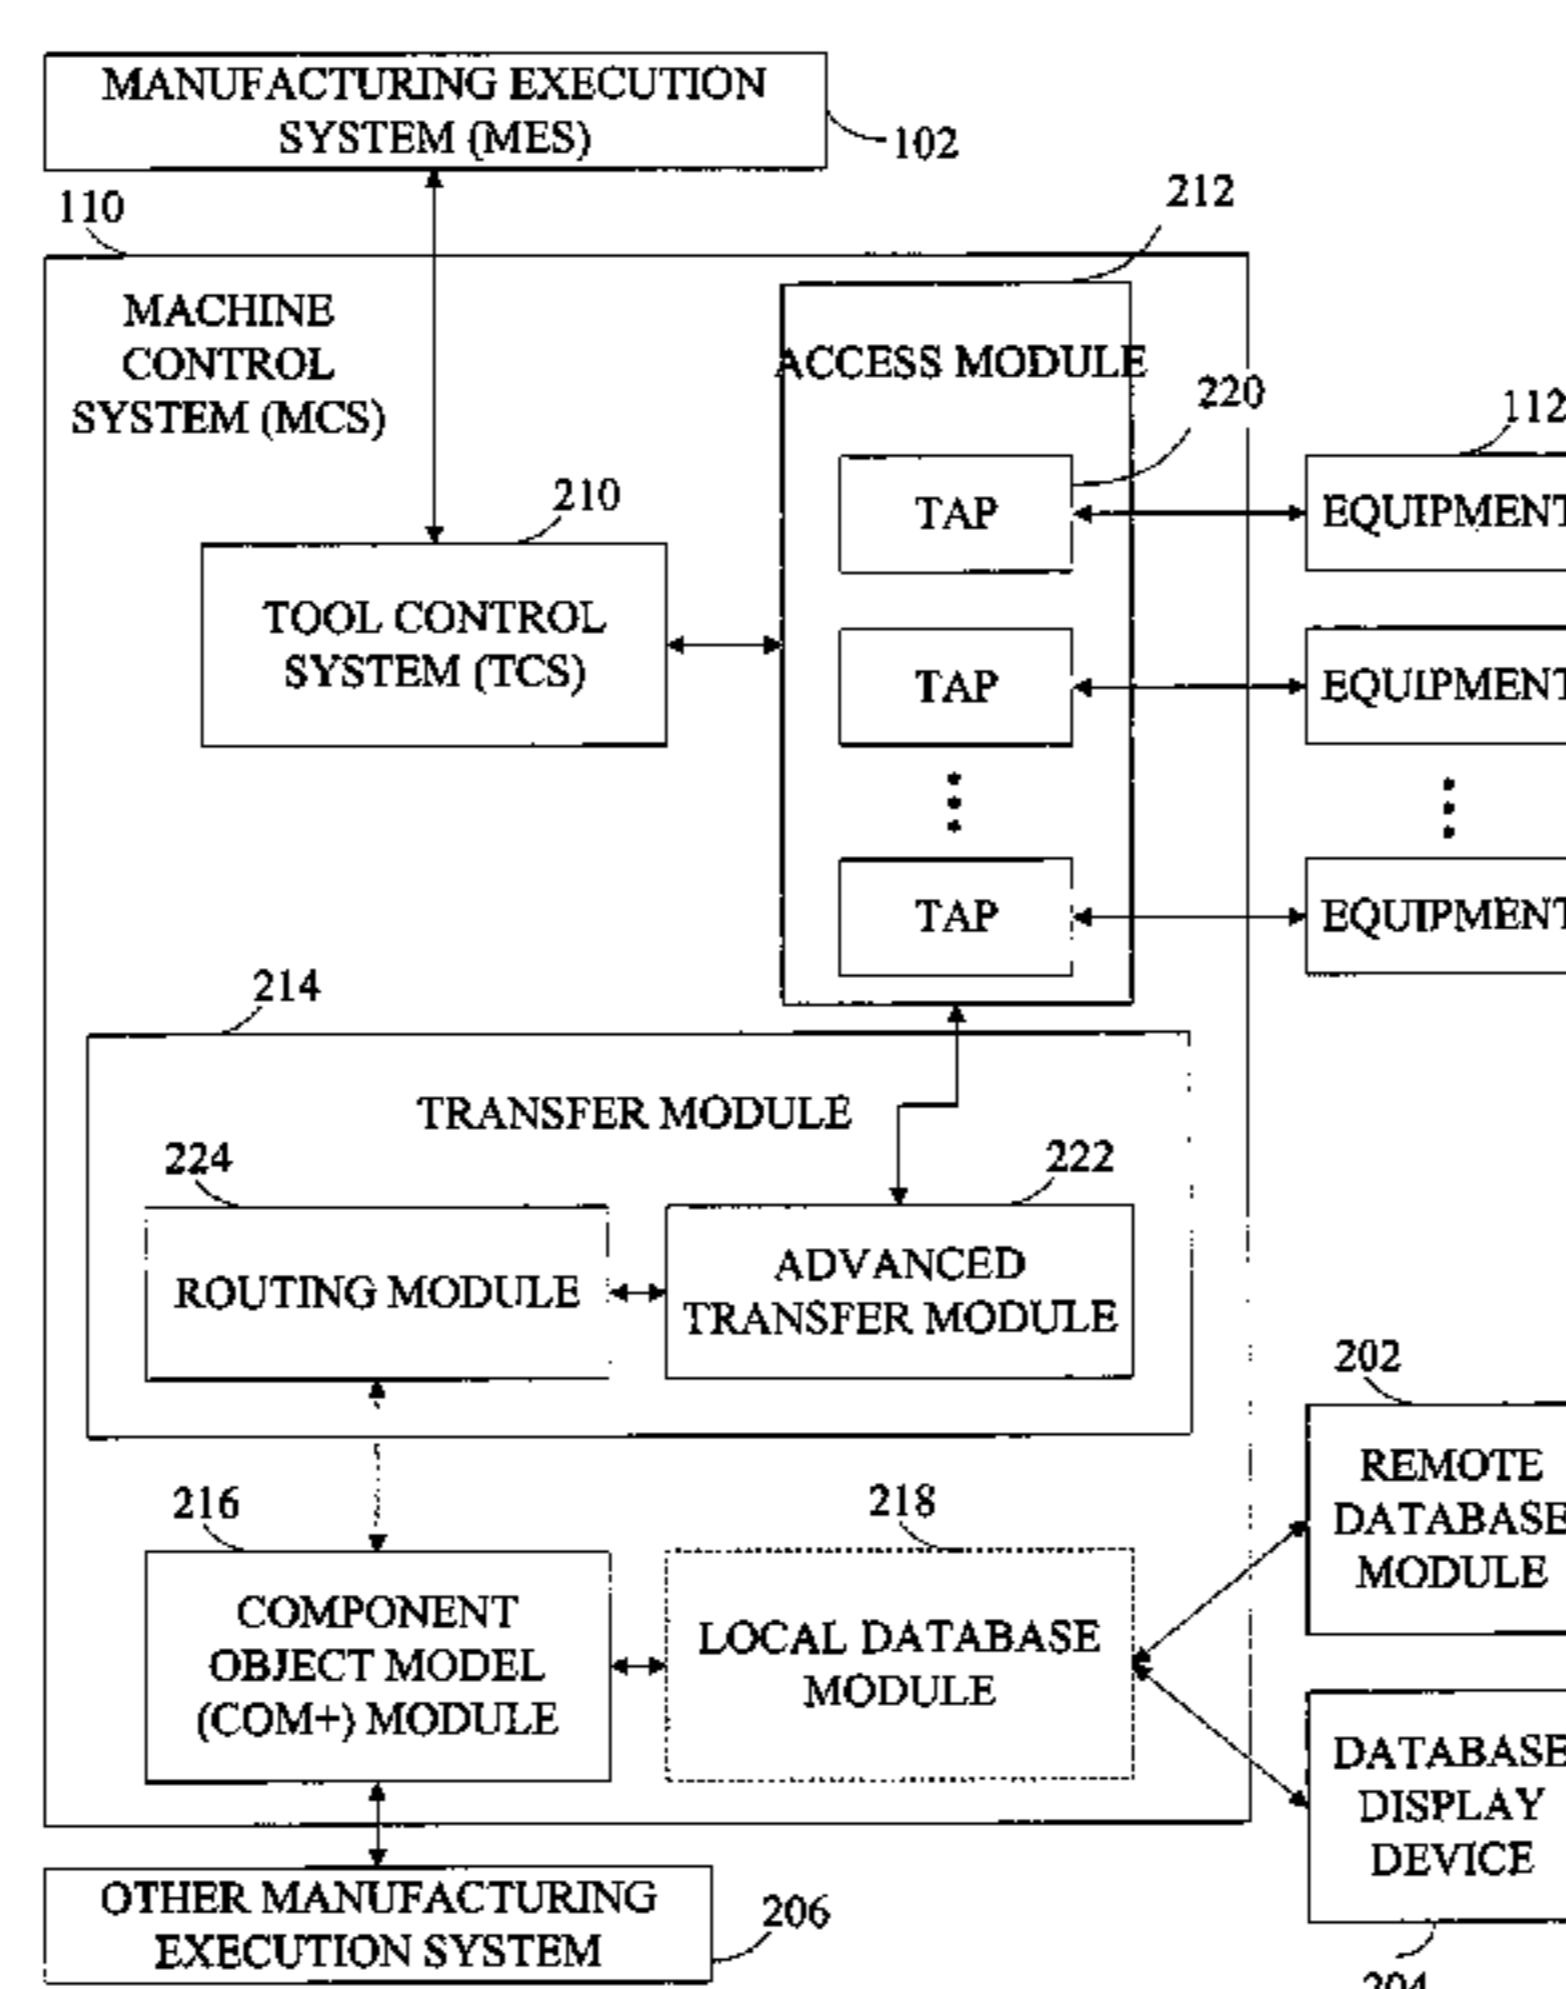 MANUFACTURING EXECUTION
SYSTEM (MES)
102
110
212
MACHINE
CONTROL
SYSTEM (MCS)
ACCESS MODULE
220
112
TAP
EQUIPMENT
210
TOOL CONTROL
SYSTEM (TCS)
TAP
EQUIPMENT
TAP
EQUIPMENT
214
TRANSFER MODULE
224
222
ROUTING MODULE
ADVANCED
TRANSFER MODULE
202
REMOTE
DATABASE
MODULE
216
218
COMPONENT
OBJECT MODEL
(COM+) MODULE
LOCAL DATABASE
MODULE
DATABASE
DISPLAY
DEVICE
204
OTHER MANUFACTURING
EXECUTION SYSTEM
206